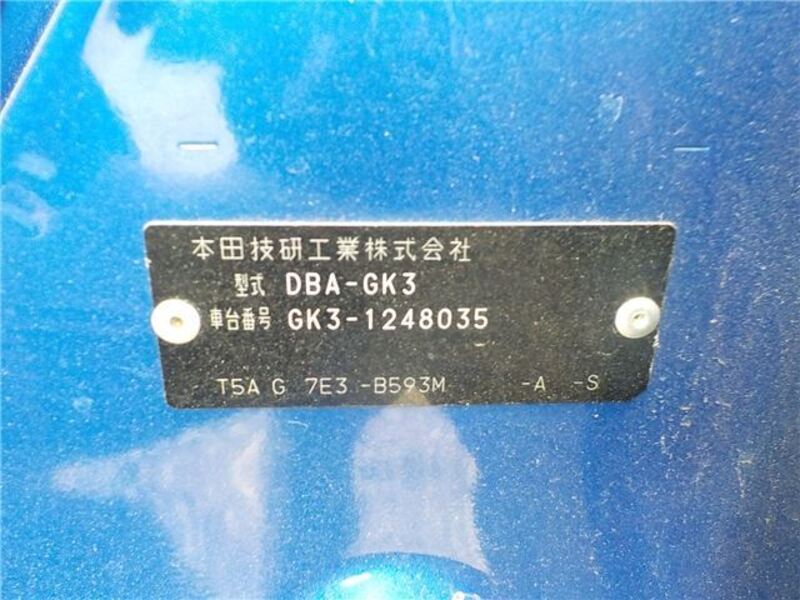 本田技研工業株式会社
型式 DBA-GK3
車台番号 GK3-1248035
T5A G 7E3 -B593M -A -S